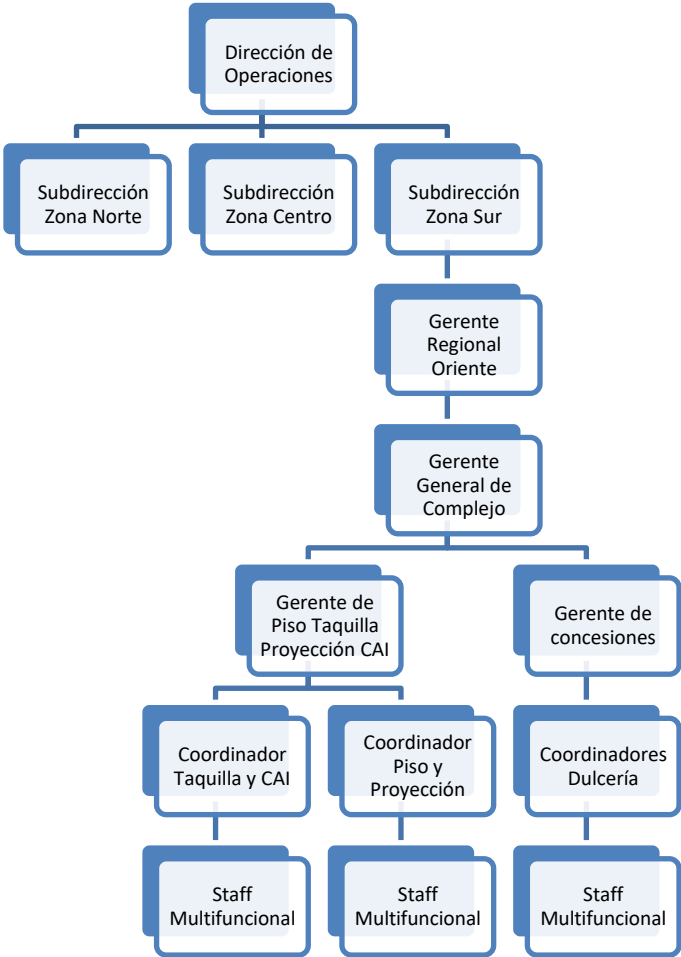 Dirección de
Operaciones
Subdirección
Zona Norte
Subdirección
Zona Centro
Subdirección
Zona Sur
Gerente
Regional
Oriente
Gerente
General de
Complejo
Gerente de
Piso Taquilla
Proyección CAI
Gerente de
concesiones
Coordinador
Taquilla y CAI
Coordinador
Piso y
Proyección
Coordinadores
Dulcería
Staff
Multifuncional
Staff
Multifuncional
Staff
Multifuncional